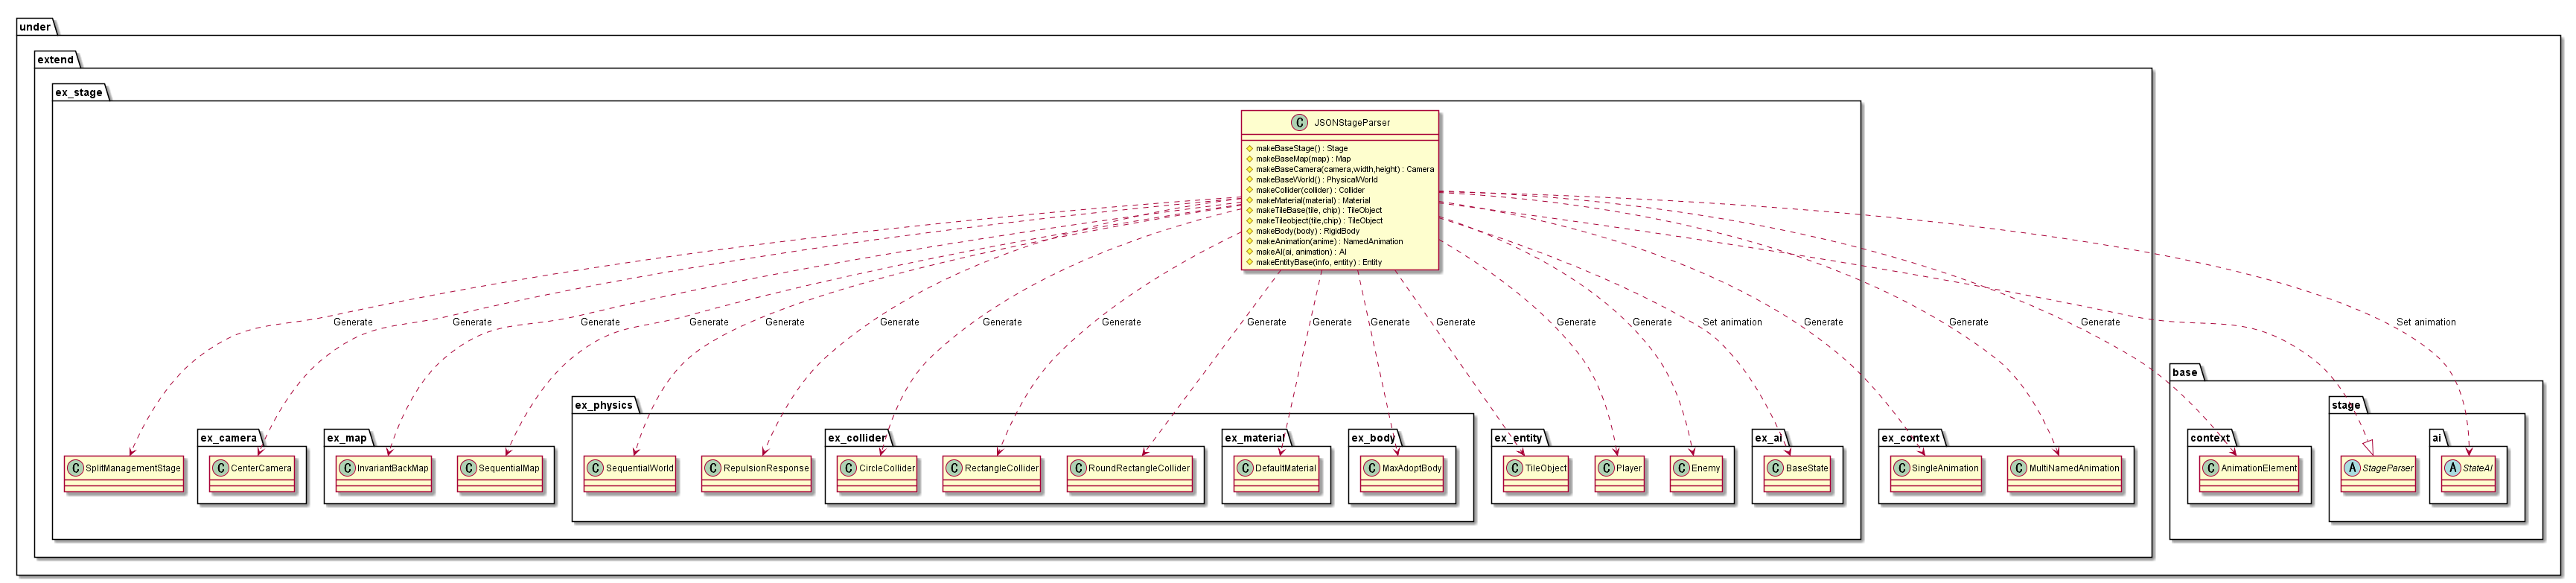 under
extend
ex_stage
C JSONStageParser
makeBaseStage() : Stage
makeBaseMap(map) : Map
makeBaseCamera(camera,width,height) : Camera
makeBaseWorld() : PhysicalWorld
makeCollider(collider) : Collider
makeMaterial(material) : Material
makeTileBase(tile, chip) : TileObject
makeTileobject(tile,chip) : TileObject
makeBody(body) : RigidBody
makeAnimation(anime) : NamedAnimation
makeAI(ai, animation) : AI
makeEntityBase(info, entity) : Entity
Generate Generate Generate Generate Generate Generate Generate Generate Generate Generate Generate Generate Generate Generate Set animation Generate Generate Generate Set animation
base
ex_physics stage
ex_camera ex_map ex_collider ex_material ex_body ex_entity ex_ai ex_context context ai
C SplitManagementStage C CenterCamera C InvariantBackMap C SequentialMap C SequentialWorld C RepulsionResponse C CircleCollider C RectangleCollider C RoundRectangleCollider C DefaultMaterial C MaxAdoptBody C TileObject C Player C Enemy C BaseState C SingleAnimation C MultiNamedAnimation C AnimationElement A StageParser A StateAI